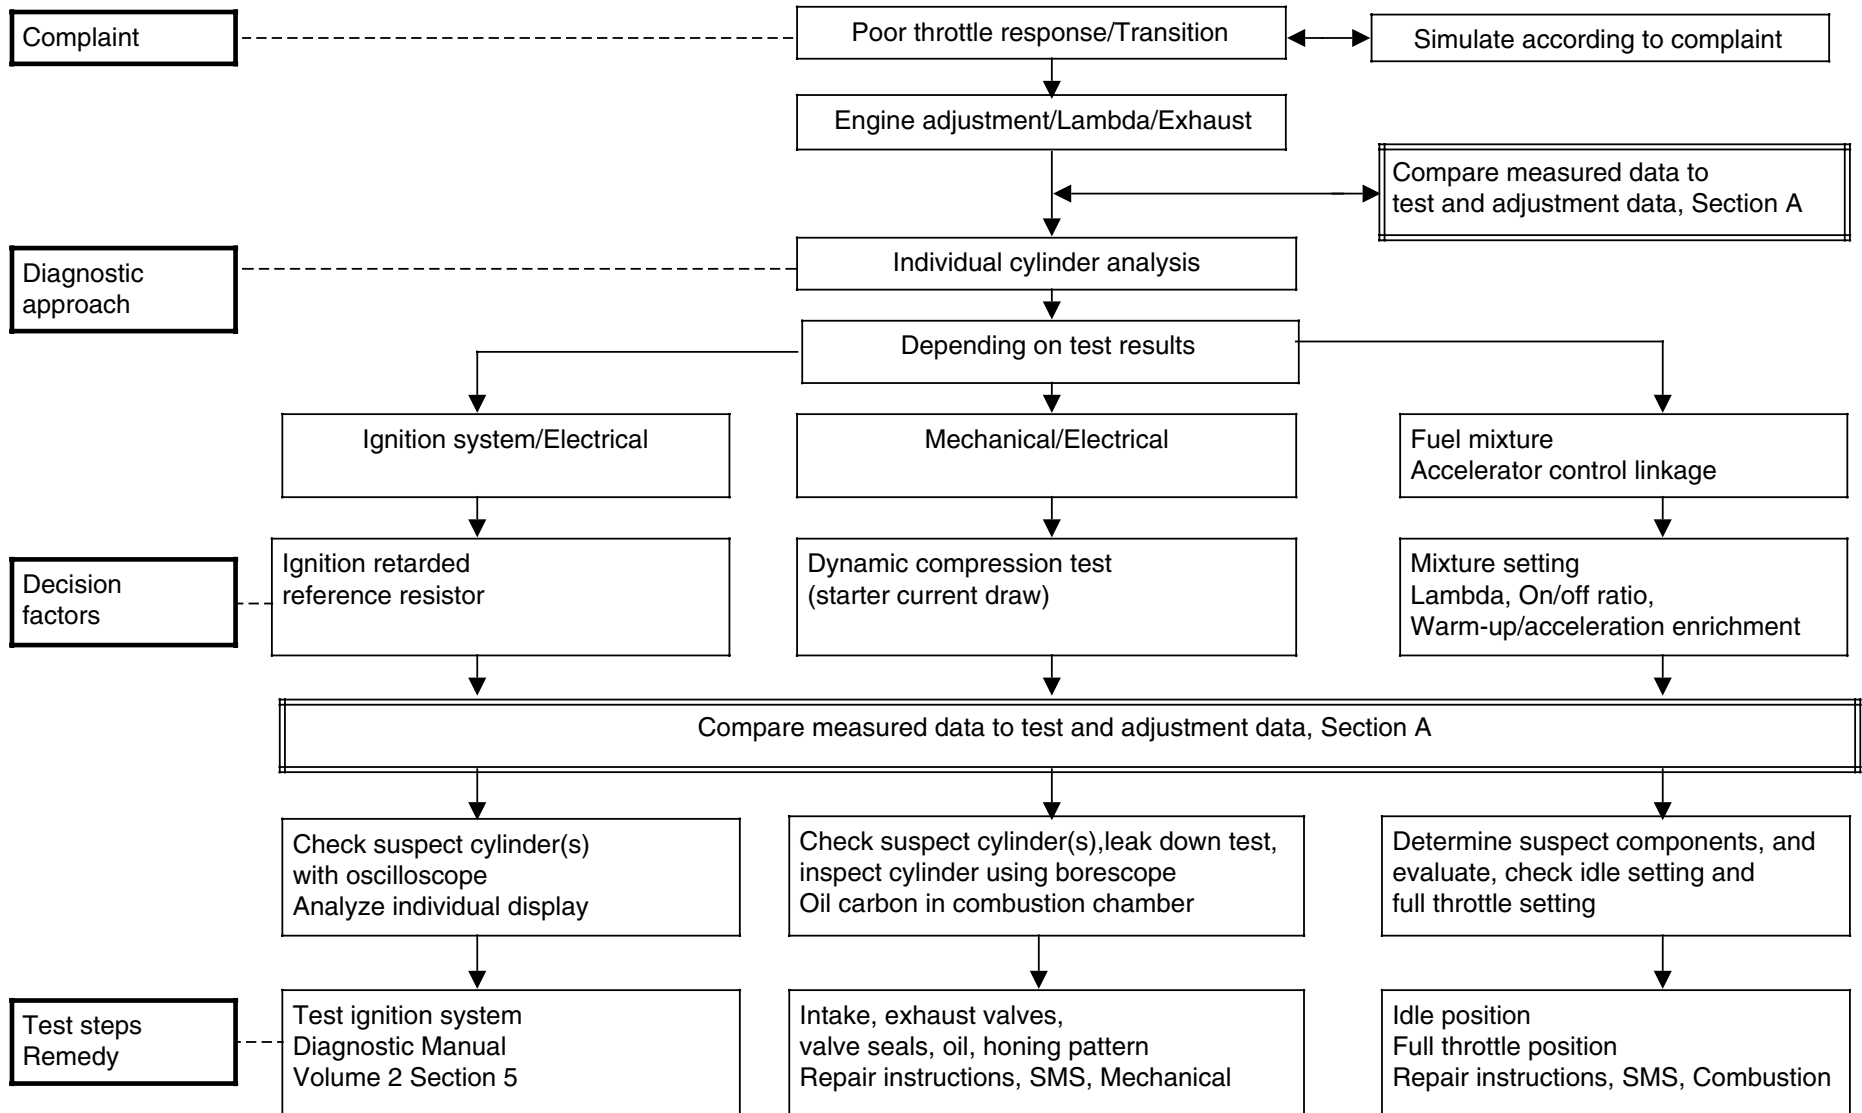 Complaint
Poor throttle response/Transition
Simulate according to complaint
Engine adjustment/Lambda/Exhaust
Compare measured data to
test and adjustment data, Section A
Diagnostic
approach
Individual cylinder analysis
Depending on test results
Ignition system/Electrical
Mechanical/Electrical
Fuel mixture
Accelerator control linkage
Decision
factors
Ignition retarded
reference resistor
Dynamic compression test
(starter current draw)
Mixture setting
Lambda, On/off ratio,
Warm-up/acceleration enrichment
Compare measured data to test and adjustment data, Section A
Check suspect cylinder(s)
with oscilloscope
Analyze individual display
Check suspect cylinder(s),leak down test,
inspect cylinder using borescope
Oil carbon in combustion chamber
Determine suspect components, and
evaluate, check idle setting and
full throttle setting
Test steps
Remedy
Test ignition system
Diagnostic Manual
Volume 2 Section 5
Intake, exhaust valves,
valve seals, oil, honing pattern
Repair instructions, SMS, Mechanical
Idle position
Full throttle position
Repair instructions, SMS, Combustion